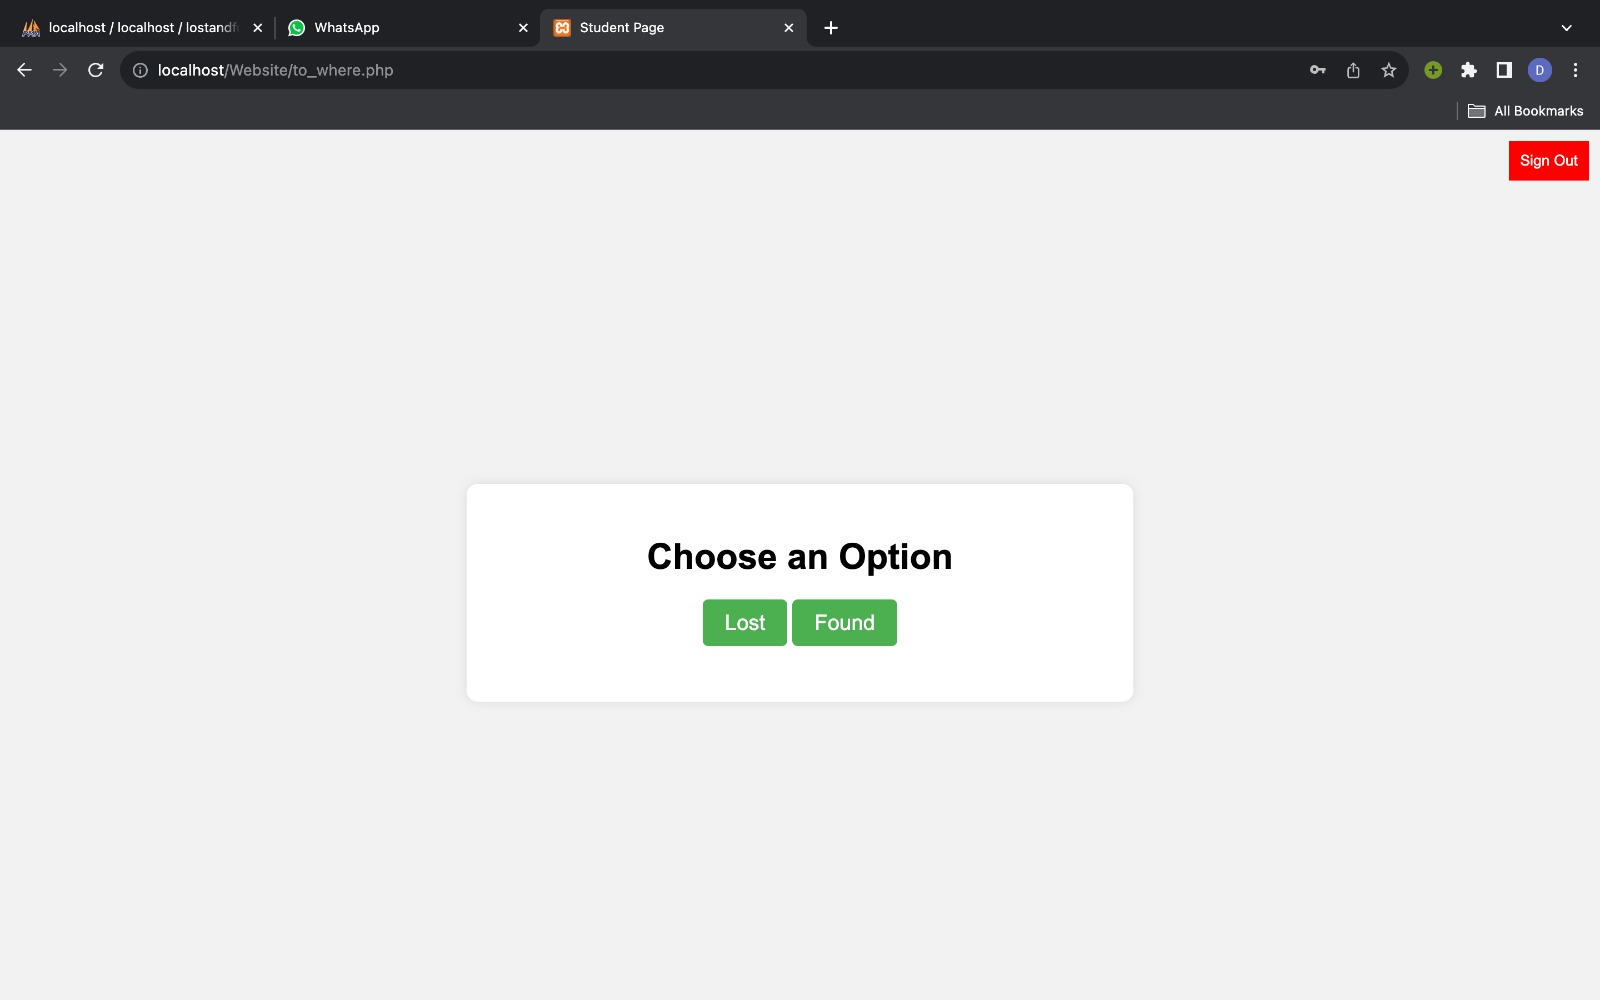 localhost / localhost / lostandf
WhatsApp
Student Page
localhost/Website/to_where.php
D
All Bookmarks
Sign Out
Choose an Option
Lost Found